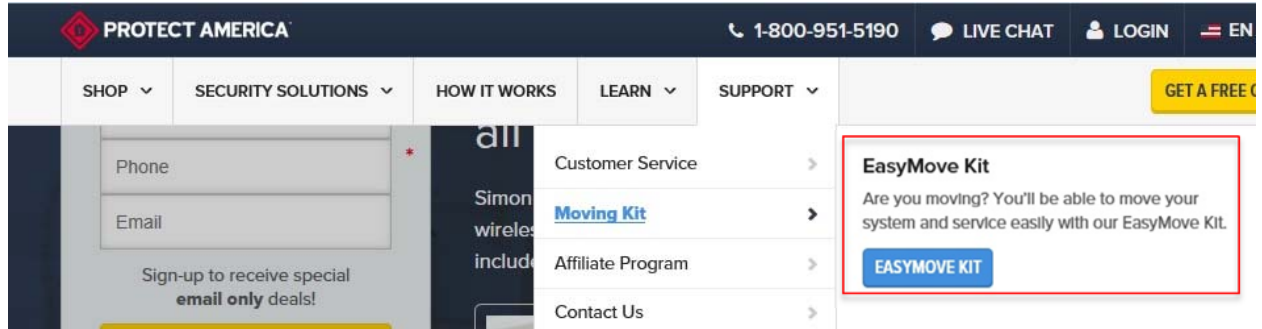 PROTECT AMERICA
1-800-951-5190 LIVE CHAT LOGIN EN
SHOP SECURITY SOLUTIONS HOW IT WORKS LEARN SUPPORT GET A FREE
all
Phone *
Email
Sign-up to receive special
email only deals!
Simon
include
Customer Service
Moving Kit
Affiliate Program
Contact Us
EasyMove Kit
Are you moving? You'll be able to move your
system and service easily with our EasyMove Kit.
EASYMOVE KIT